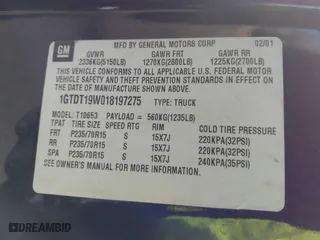 GM
MFD BY GENERAL MOTORS CORP 02/01
GVWR GAWR FRT GAWR RR
2336KG(5150LB) 1270KG(2800LB) 1225KG(2700LB)
THIS VEHICLE CONFORMS TO ALL APPLICABLE U.S. FEDERAL MOTOR
VEHICLE SAFETY AND THEFT PREVENTION STANDARDS IN EFFECT ON
THE DATE OF MANUFACTURE SHOWN ABOVE.
1GTDT19W018197275 TYPE: TRUCK
MODEL: T10653 PAYLOAD = 560KG(1235LB)
TPAT TIRE SIZE SPEED RTG RIM COLD TIRE PRESSURE
FRT P235/70R15 S 15X7J 220KPA(32PSI)
RR P235/70R15 S 15X7J 220KPA(32PSI)
SPA P235/70R15 S 15X7J 240KPA(35PSI)
SEE OWNER'S MANUAL FOR MORE INFORMATION.
DREAMBID